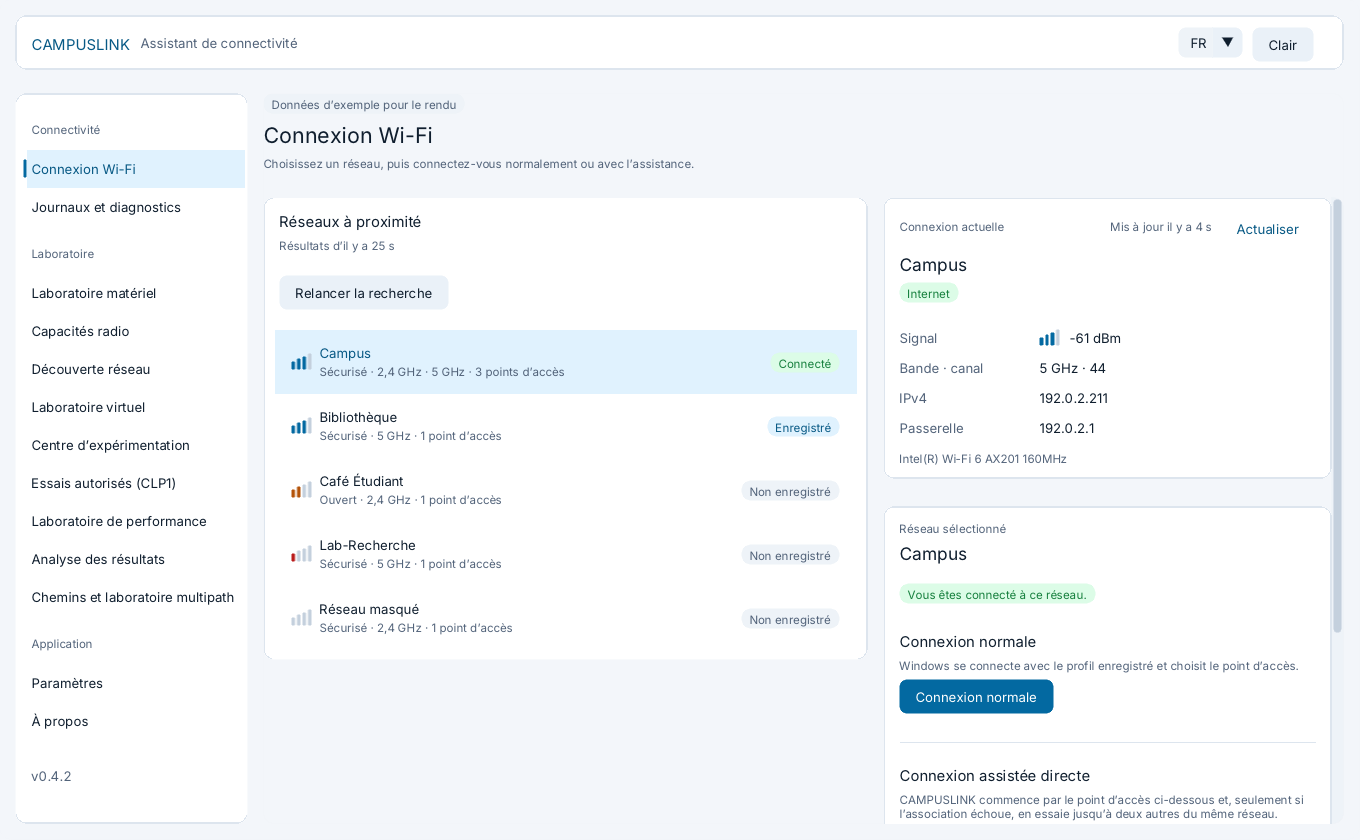 CAMPUSLINK Assistant de connectivité
FR ▼ Clair
Connectivité
Connexion Wi-Fi
Journaux et diagnostics
Laboratoire
Laboratoire matériel
Capacités radio
Découverte réseau
Laboratoire virtuel
Centre d’expérimentation
Essais autorisés (CLP1)
Laboratoire de performance
Analyse des résultats
Chemins et laboratoire multipath
Application
Paramètres
À propos
v0.4.2
Données d’exemple pour le rendu
Connexion Wi-Fi
Choisissez un réseau, puis connectez-vous normalement ou avec l’assistance.
Réseaux à proximité
Résultats d’il y a 25 s
Relancer la recherche
Campus
Sécurisé · 2,4 GHz · 5 GHz · 3 points d’accès
Connecté
Bibliothèque
Sécurisé · 5 GHz · 1 point d’accès
Enregistré
Café Étudiant
Ouvert · 2,4 GHz · 1 point d’accès
Non enregistré
Lab-Recherche
Sécurisé · 5 GHz · 1 point d’accès
Non enregistré
Réseau masqué
Sécurisé · 2,4 GHz · 1 point d’accès
Non enregistré
Connexion actuelle Mis à jour il y a 4 s Actualiser
Campus
Internet
Signal -61 dBm
Bande · canal 5 GHz · 44
IPv4 192.0.2.211
Passerelle 192.0.2.1
Intel(R) Wi-Fi 6 AX201 160MHz
Réseau sélectionné
Campus
Vous êtes connecté à ce réseau.
Connexion normale
Windows se connecte avec le profil enregistré et choisit le point d’accès.
Connexion normale
Connexion assistée directe
CAMPUSLINK commence par le point d’accès ci-dessous et, seulement si
l’association échoue, en essaie jusqu’à deux autres du même réseau.